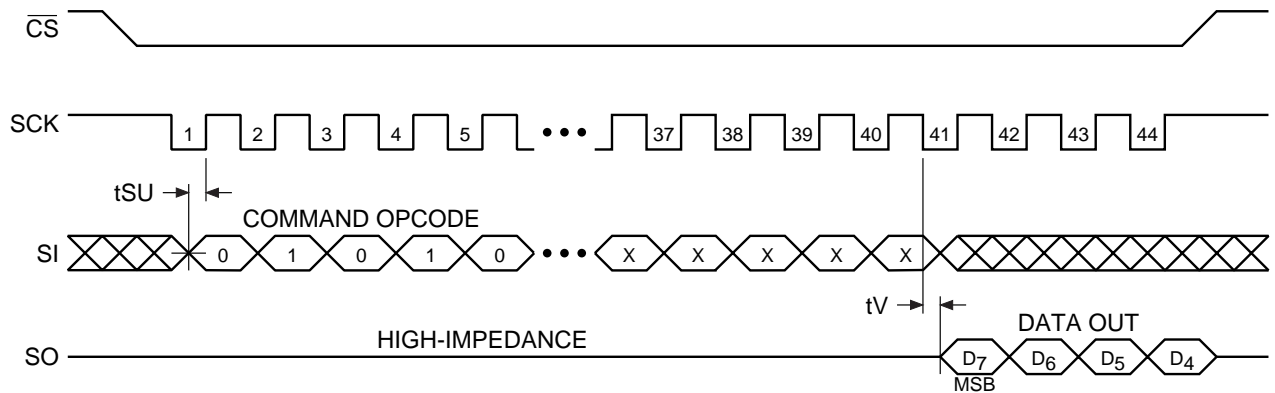 CS
SCK 1 2 3 4 5 ••• 37 38 39 40 41 42 43 44
tSU
COMMAND OPCODE
SI 0 1 0 1 0 ••• X X X X X
tV
HIGH-IMPEDANCE
DATA OUT
SO D7 D6 D5 D4
MSB